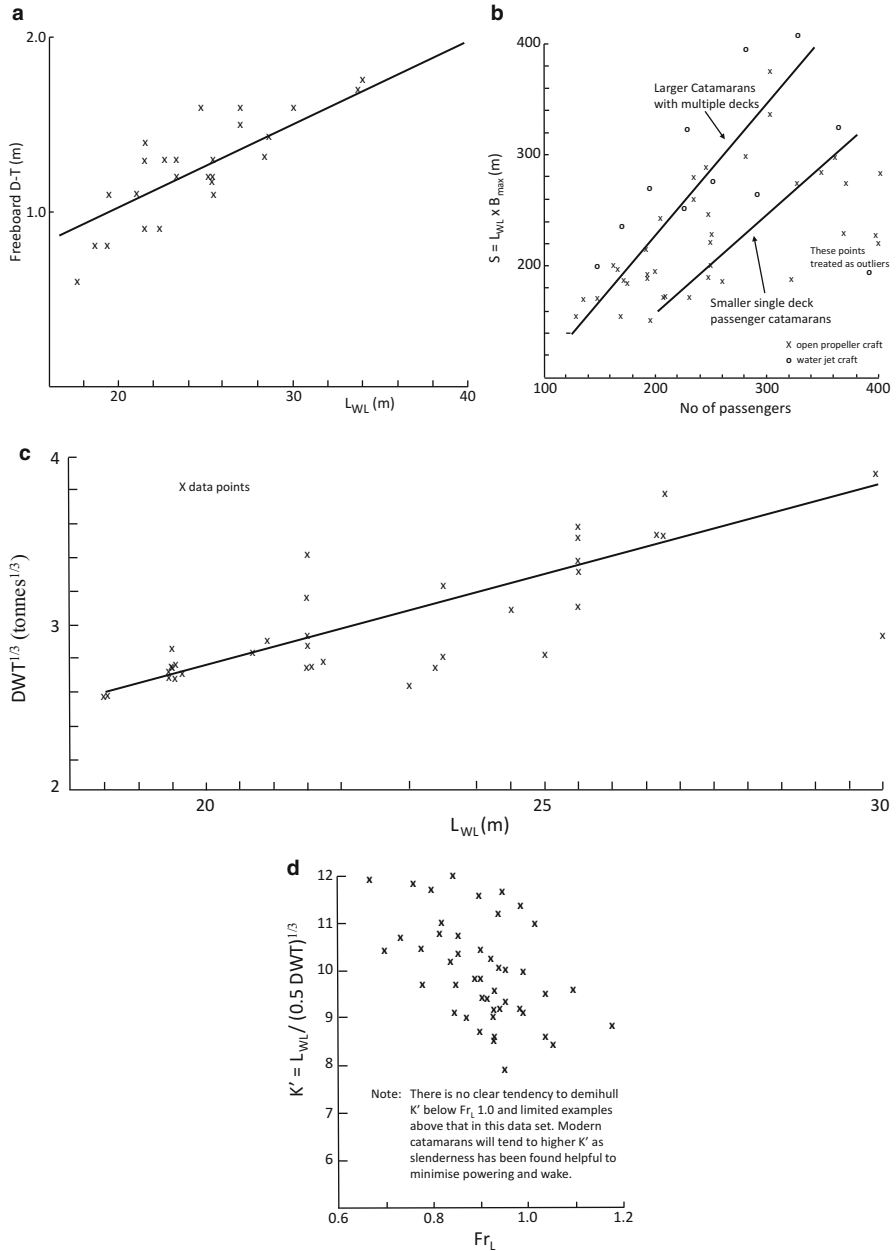 a
2.0
1.0
Freeboard D-T (m)
20
30
40
L_WL (m)
b
400
300
200
S = L_WL x B_max (m)
Larger Catamarans
with multiple decks
These points
treated as outliers
Smaller single deck
passenger catamarans
x open propeller craft
o water jet craft
100
200
300
400
No of passengers
c
4
3
2
DWT^1/3 (tonnes^1/3)
X data points
20
25
30
L_WL (m)
d
12
11
10
9
8
7
6
K' = L_WL / (0.5 DWT)^1/3
Note: There is no clear tendency to demihull
K' below Fr_L 1.0 and limited examples
above that in this data set. Modern
catamarans will tend to higher K' as
slenderness has been found helpful to
minimise powering and wake.
0.6
0.8
1.0
1.2
Fr_L